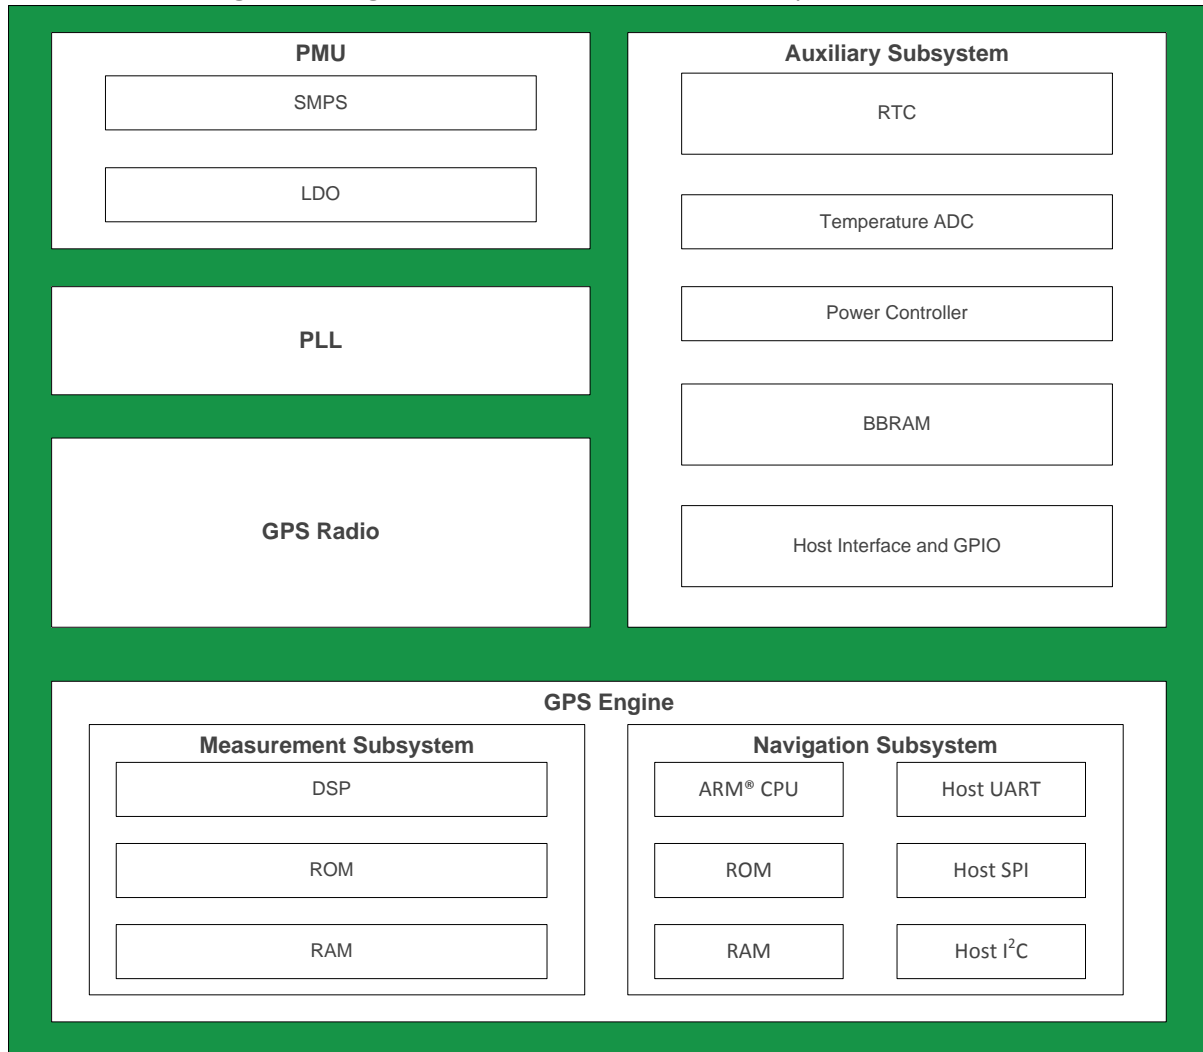 PMU
SMPS
LDO
PLL
GPS Radio
Auxiliary Subsystem
RTC
Temperature ADC
Power Controller
BBRAM
Host Interface and GPIO
GPS Engine
Measurement Subsystem
DSP
ROM
RAM
Navigation Subsystem
ARM® CPU
Host UART
ROM
Host SPI
RAM
Host I²C